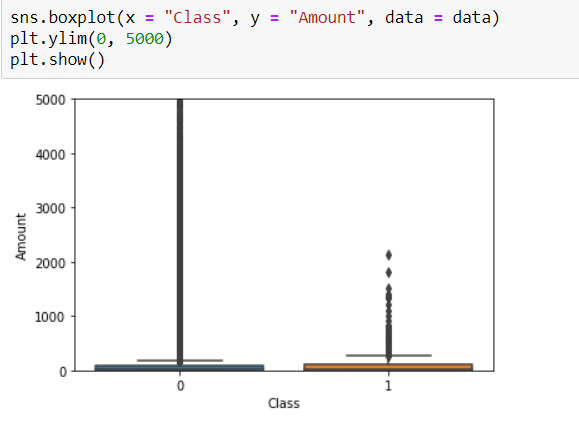 sns.boxplot(x = "Class", y = "Amount", data = data)
plt.ylim(0, 5000)
plt.show()
5000
4000
3000
2000
1000
0
Amount
0 1
Class